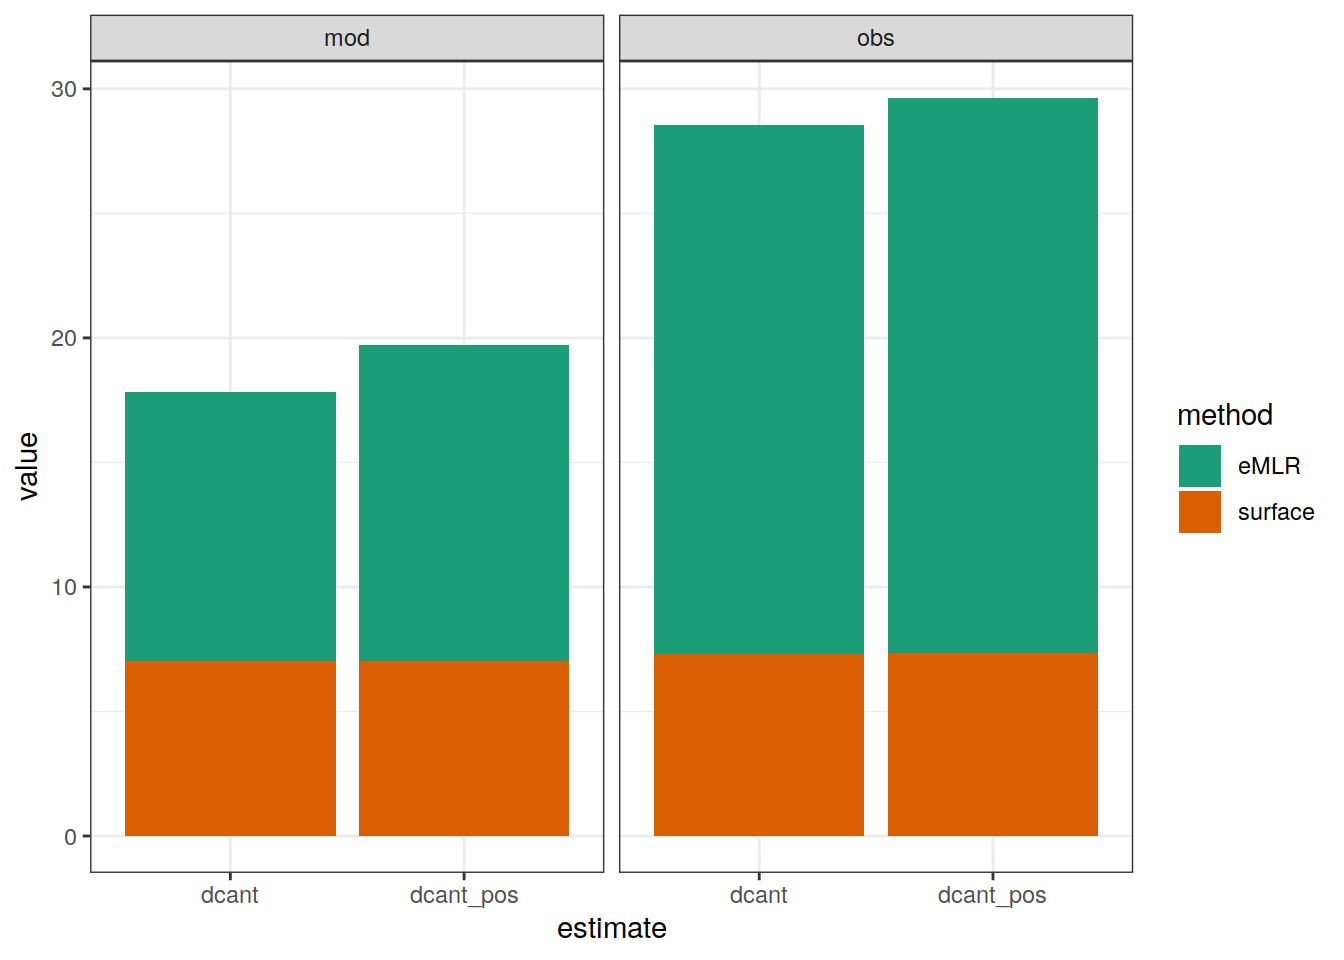 mod
obs
30
20
10
0
value
dcant
dcant_pos
dcant
dcant_pos
estimate
method
eMLR
surface